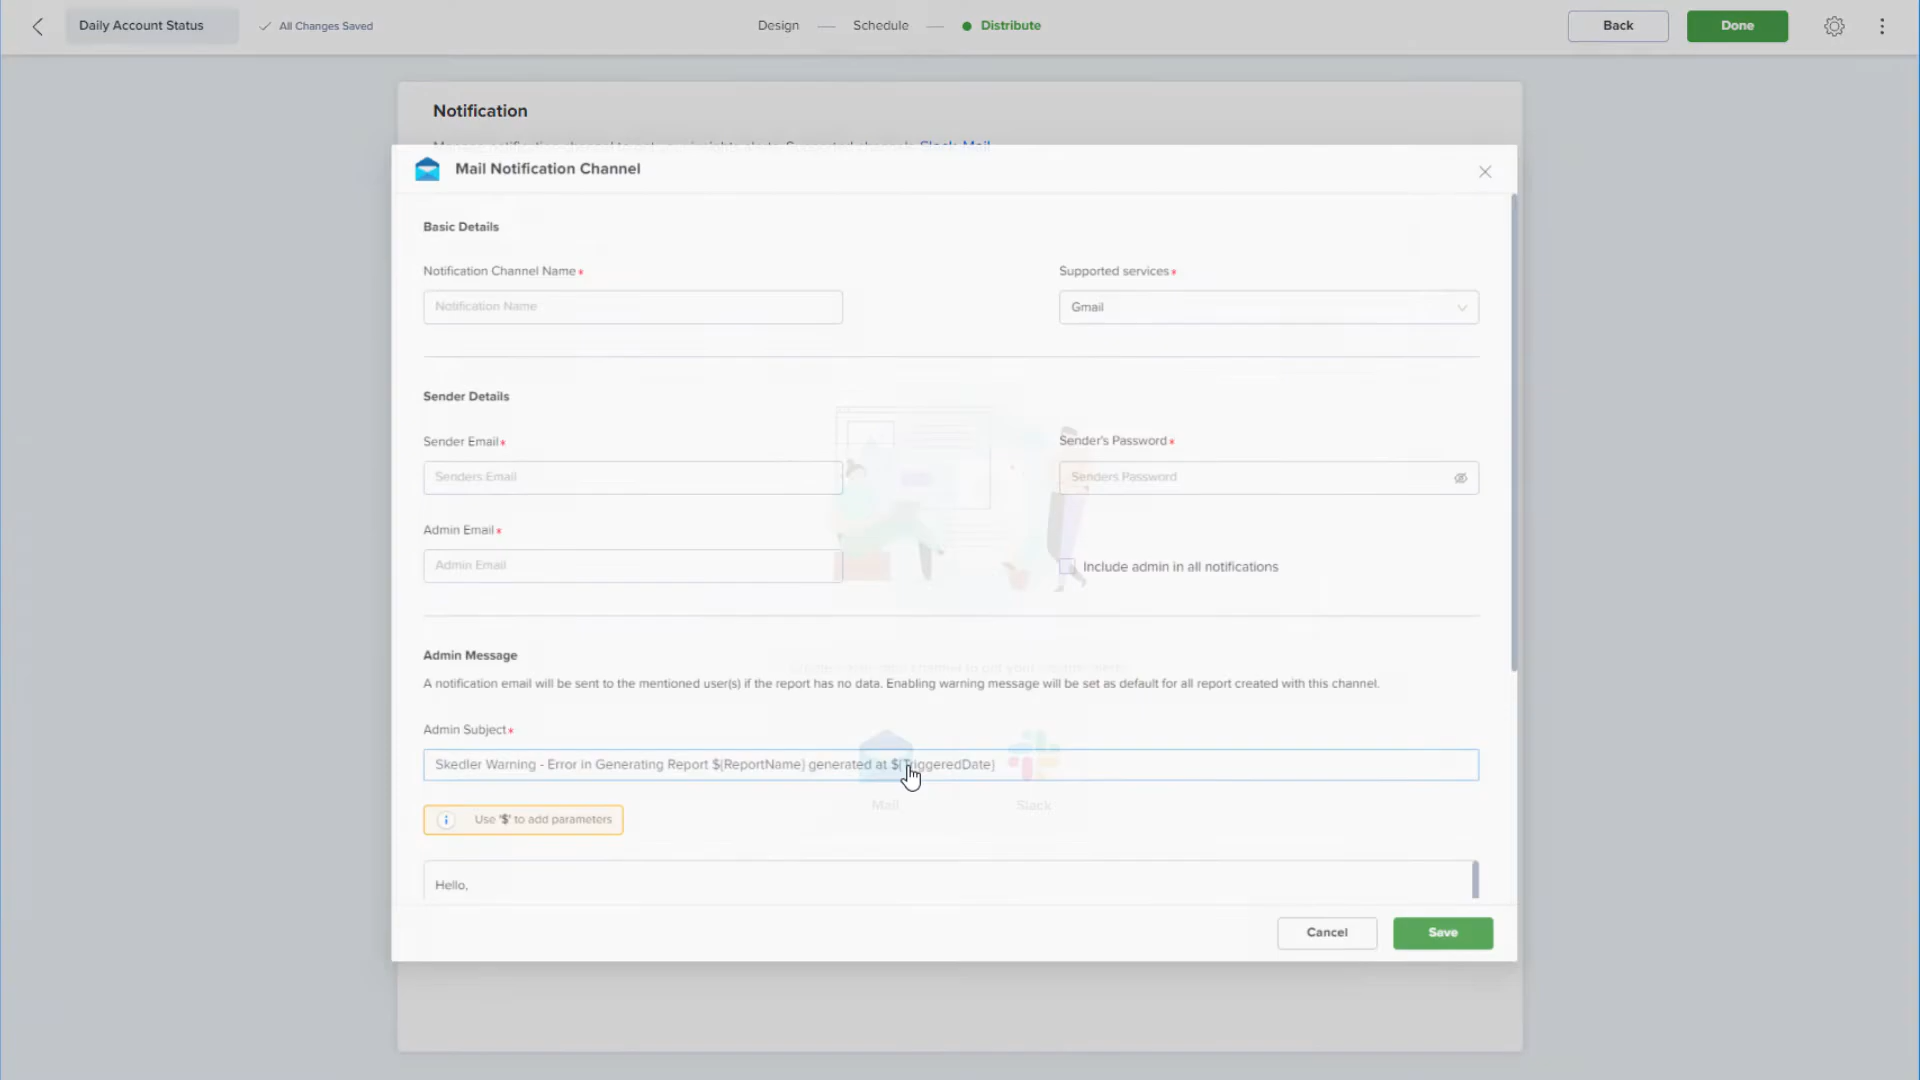 Daily Account Status
All Changes Saved
Design
Schedule
Distribute
Back
Done
Notification
Slack Mail
Mail Notification Channel
Basic Details
Notification Channel Name*
Supported services*
Notification Name
Gmail
Sender Details
Sender Email*
Sender's Password*
Senders Email
Senders Password
Admin Email*
Admin Email
Include admin in all notifications
Admin Message
A notification email will be sent to the mentioned user(s) if the report has no data. Enabling warning message will be set as default for all report created with this channel.
Admin Subject*
Skedler Warning - Error in Generating Report ${ReportName} generated at ${TriggeredDate}
Mail
Slack
Use '$' to add parameters
Hello,
Cancel
Save